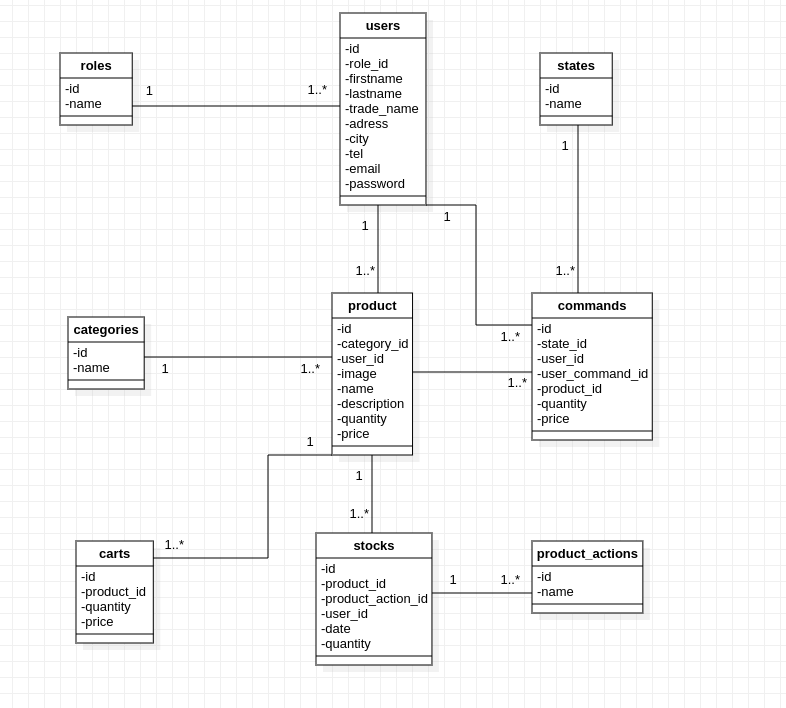 users
-id
-role_id
-firstname
-lastname
-trade_name
-adress
-city
-tel
-email
-password
roles
-id
-name
1
1..*
states
-id
-name
1
1..*
1
1..*
1
1..*
product
-id
-category_id
-user_id
-image
-name
-description
-quantity
-price
commands
-id
-state_id
-user_id
-user_command_id
-product_id
-quantity
-price
categories
-id
-name
1
1..*
1..*
1
1..*
1
1..*
carts
-id
-product_id
-quantity
-price
stocks
-id
-product_id
-product_action_id
-user_id
-date
-quantity
1
1..*
product_actions
-id
-name